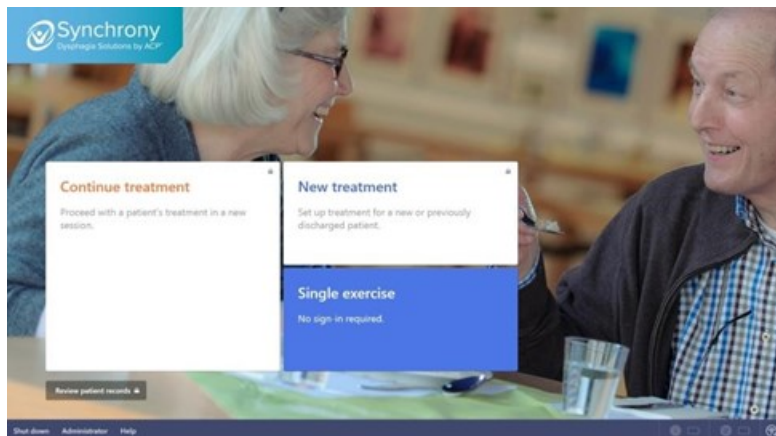 Synchrony
Dysphagia Solutions by ACP
Continue treatment
Proceed with a patient's treatment in a new
session.
New treatment
Set up treatment for a new or previously
discharged patient.
Single exercise
No sign-in required.
Review patient records
Shut down Administrator Help